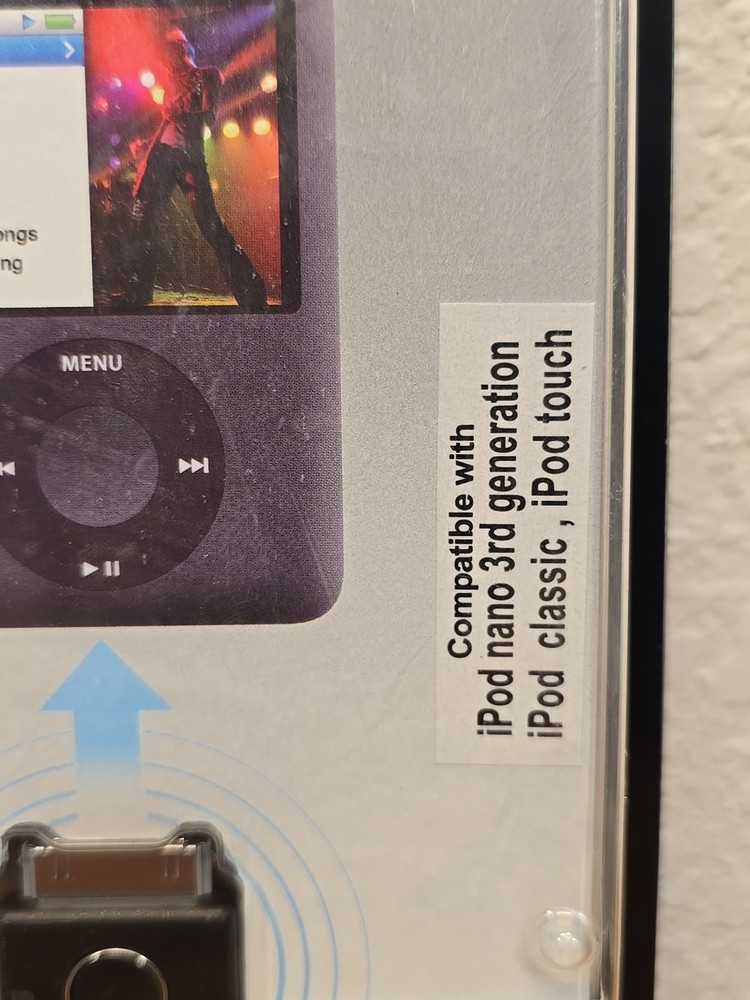 ongs
ng
MENU
Compatible with
iPod nano 3rd generation
iPod classic , iPod touch